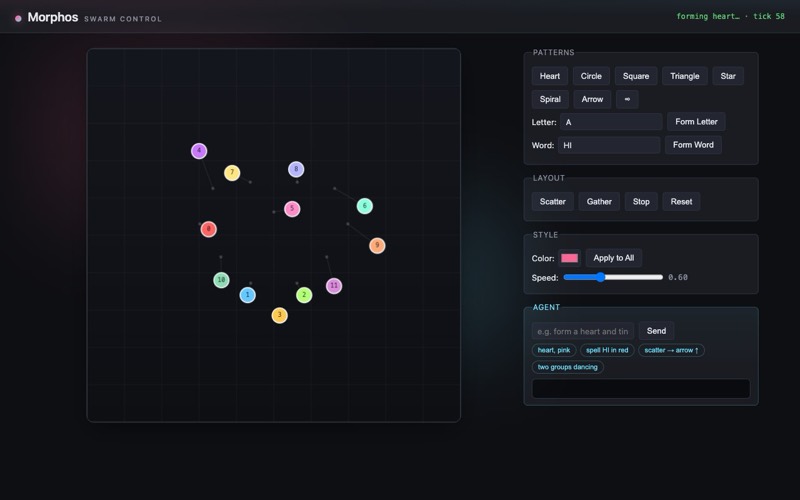 Morphos SWARM CONTROL
forming heart… · tick 58
PATTERNS
Heart Circle Square Triangle Star
Spiral Arrow ∞
Letter: A Form Letter
Word: HI Form Word
LAYOUT
Scatter Gather Stop Reset
STYLE
Color: Apply to All
Speed: 0.60
AGENT
e.g. form a heart and tin Send
heart, pink spell HI in red scatter → arrow ↑
two groups dancing
4
7
8
5
6
0
9
10
11
1
2
3